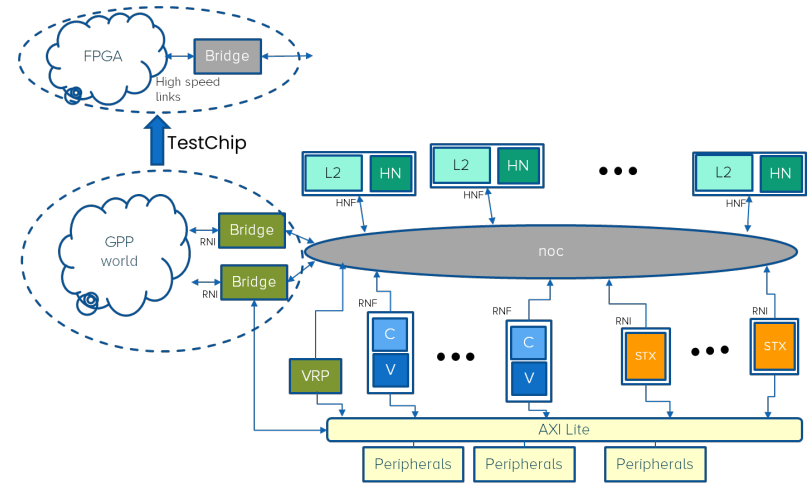 FPGA
Bridge
High speed
links
TestChip
L2
HN
HNF
L2
HN
HNF
L2
HN
HNF
GPP
world
RNI
Bridge
RNI
Bridge
noc
RNF
C
V
RNF
C
V
RNI
STX
RNI
STX
VRP
AXI Lite
Peripherals
Peripherals
Peripherals